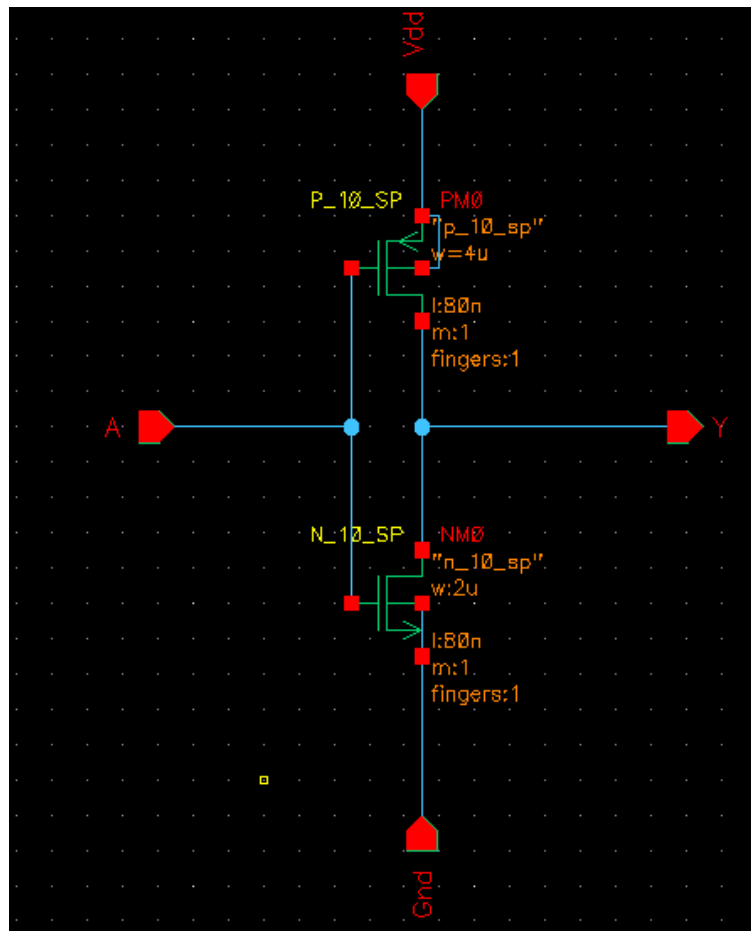 Vdd
P_10_SP PM0
"p_10_sp"
w=4u
l:80n
m:1
fingers:1
A
Y
N_10_SP NM0
"n_10_sp"
w:2u
l:80n
m:1
fingers:1
Gnd